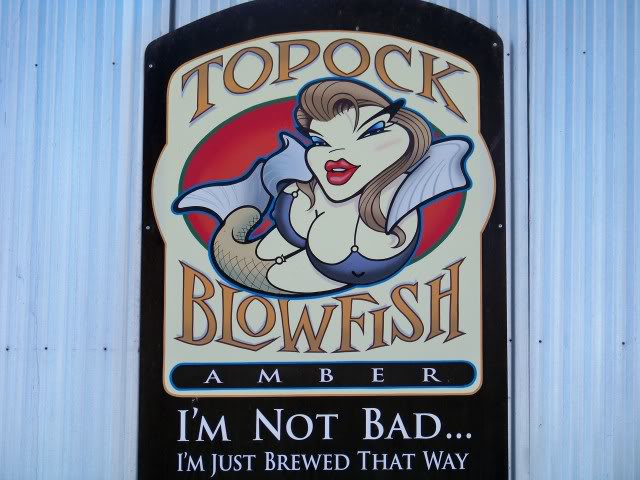 TOPOCK
BLOWFISH
AMBER
I'M NOT BAD...
I'M JUST BREWED THAT WAY